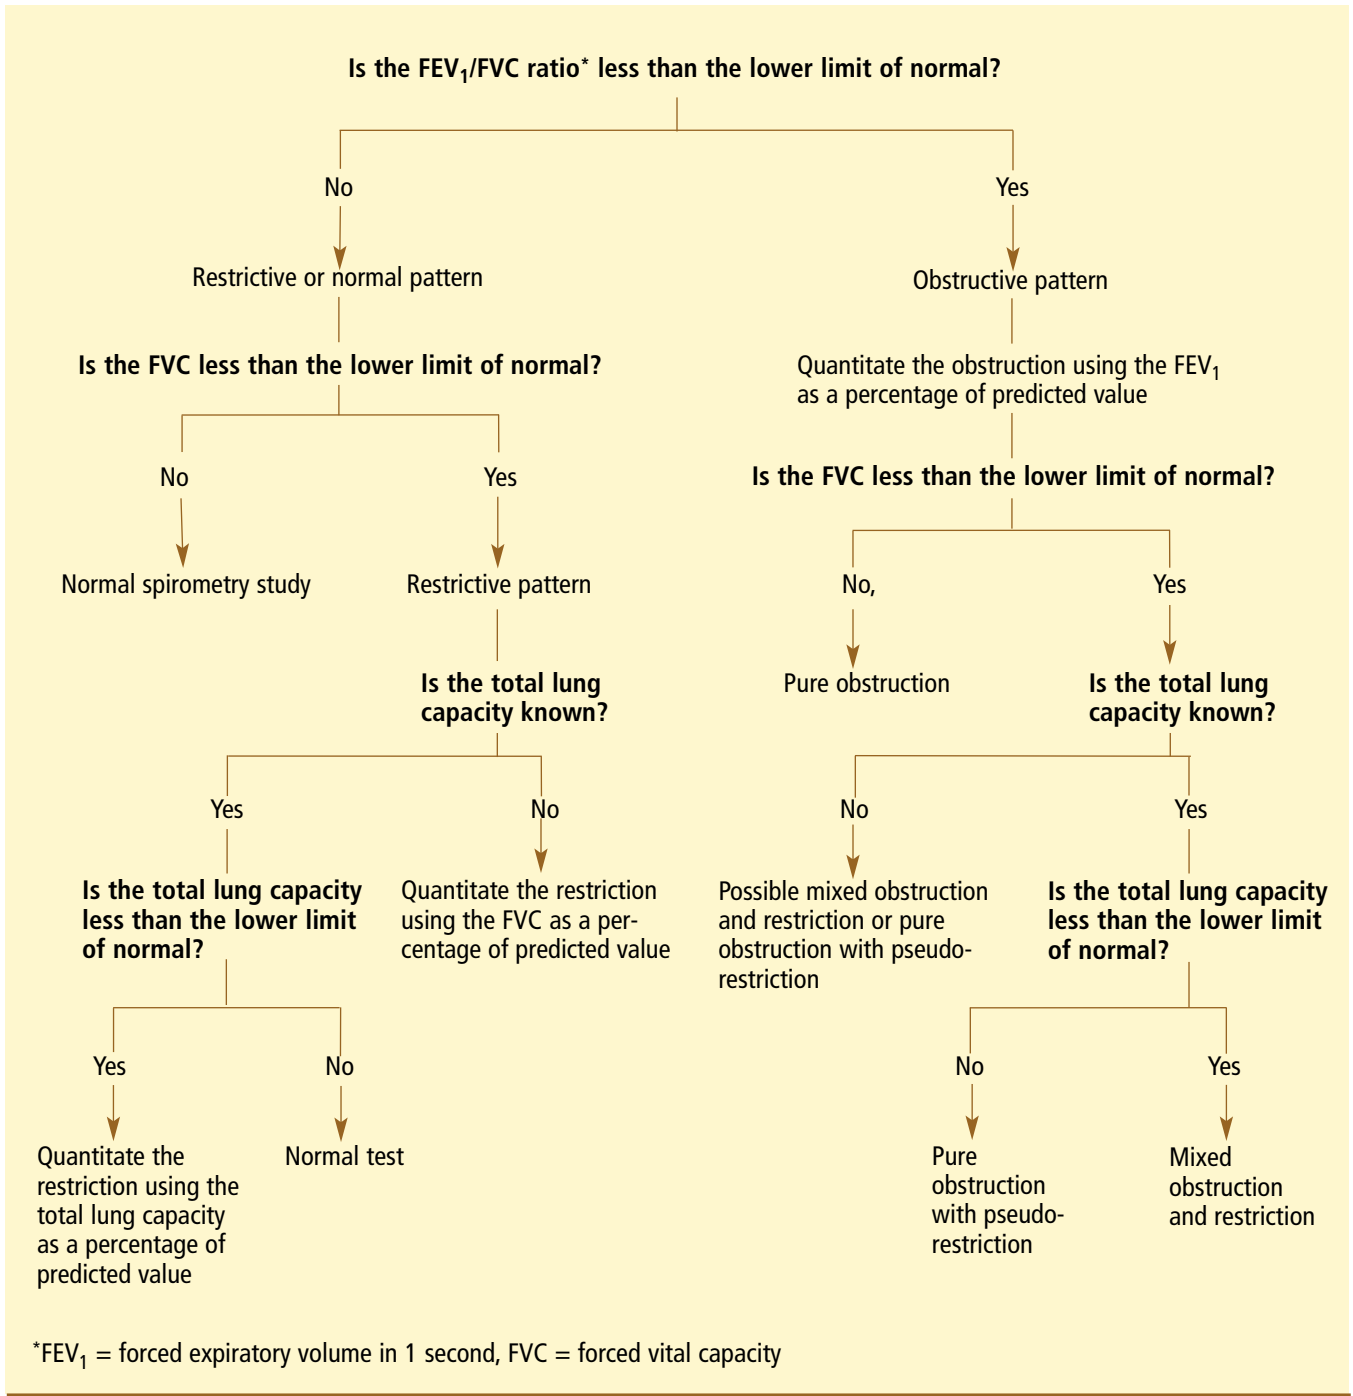 Is the FEV1/FVC ratio* less than the lower limit of normal?
No
Yes
Restrictive or normal pattern
Obstructive pattern
Is the FVC less than the lower limit of normal?
Quantitate the obstruction using the FEV1
as a percentage of predicted value
No
Yes
Is the FVC less than the lower limit of normal?
Normal spirometry study
Restrictive pattern
No,
Yes
Is the total lung
capacity known?
Pure obstruction
Is the total lung
capacity known?
Yes
No
No
Yes
Is the total lung capacity
less than the lower limit
of normal?
Quantitate the restriction
using the FVC as a per-
centage of predicted value
Possible mixed obstruction
and restriction or pure
obstruction with pseudo-
restriction
Is the total lung capacity
less than the lower limit
of normal?
Yes
No
No
Yes
Quantitate the
restriction using the
total lung capacity
as a percentage of
predicted value
Normal test
Pure
obstruction
with pseudo-
restriction
Mixed
obstruction
and restriction
*FEV1 = forced expiratory volume in 1 second, FVC = forced vital capacity